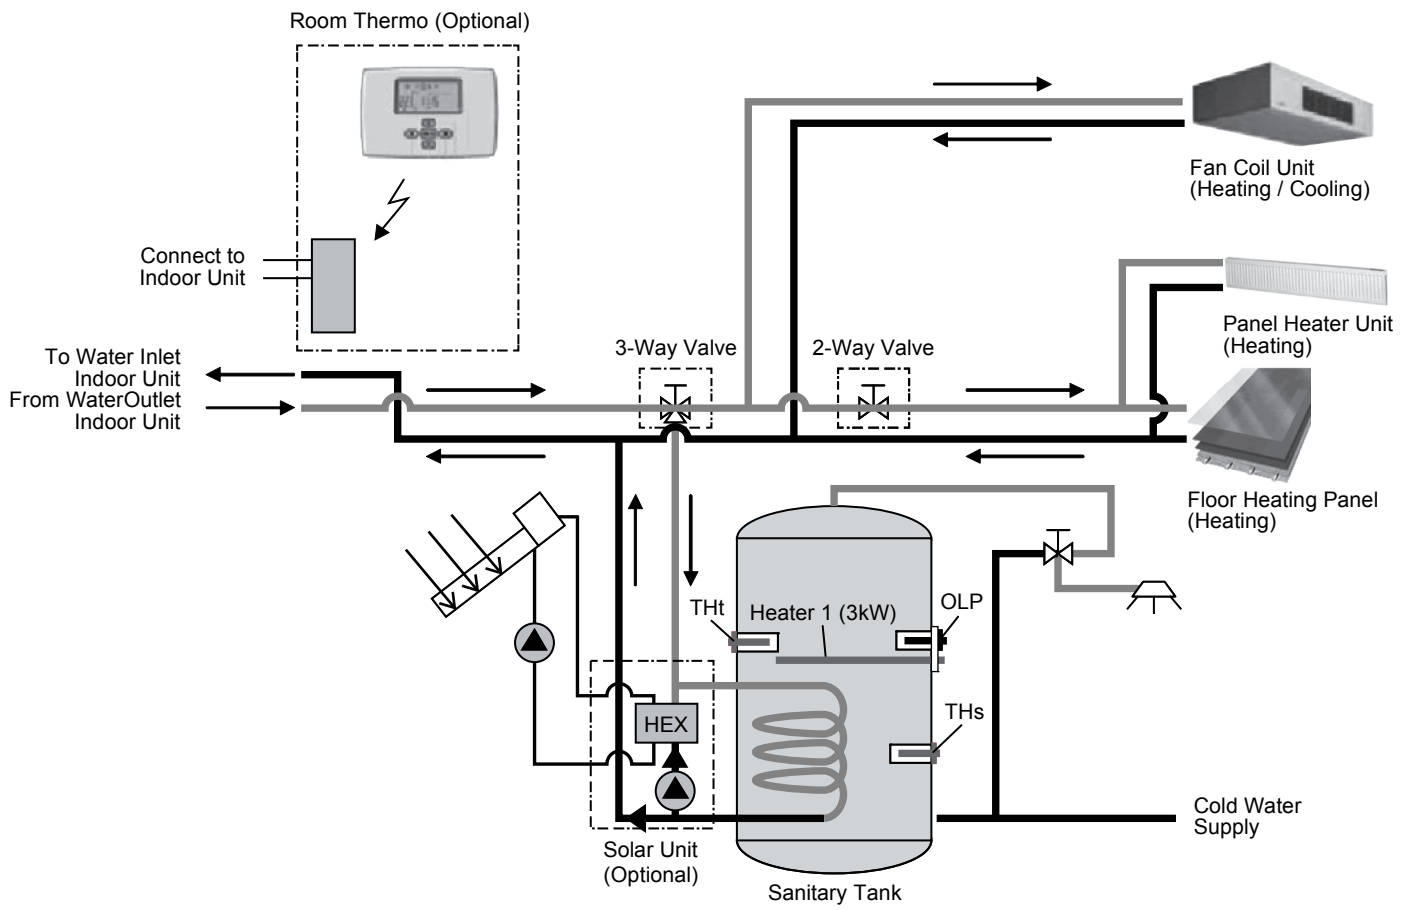 Room Thermo (Optional)
Fan Coil Unit
(Heating / Cooling)
Connect to
Indoor Unit
Panel Heater Unit
(Heating)
To Water Inlet
Indoor Unit
From WaterOutlet
Indoor Unit
3-Way Valve
2-Way Valve
Floor Heating Panel
(Heating)
THt
Heater 1 (3kW)
OLP
THs
HEX
Cold Water
Supply
Solar Unit
(Optional)
Sanitary Tank